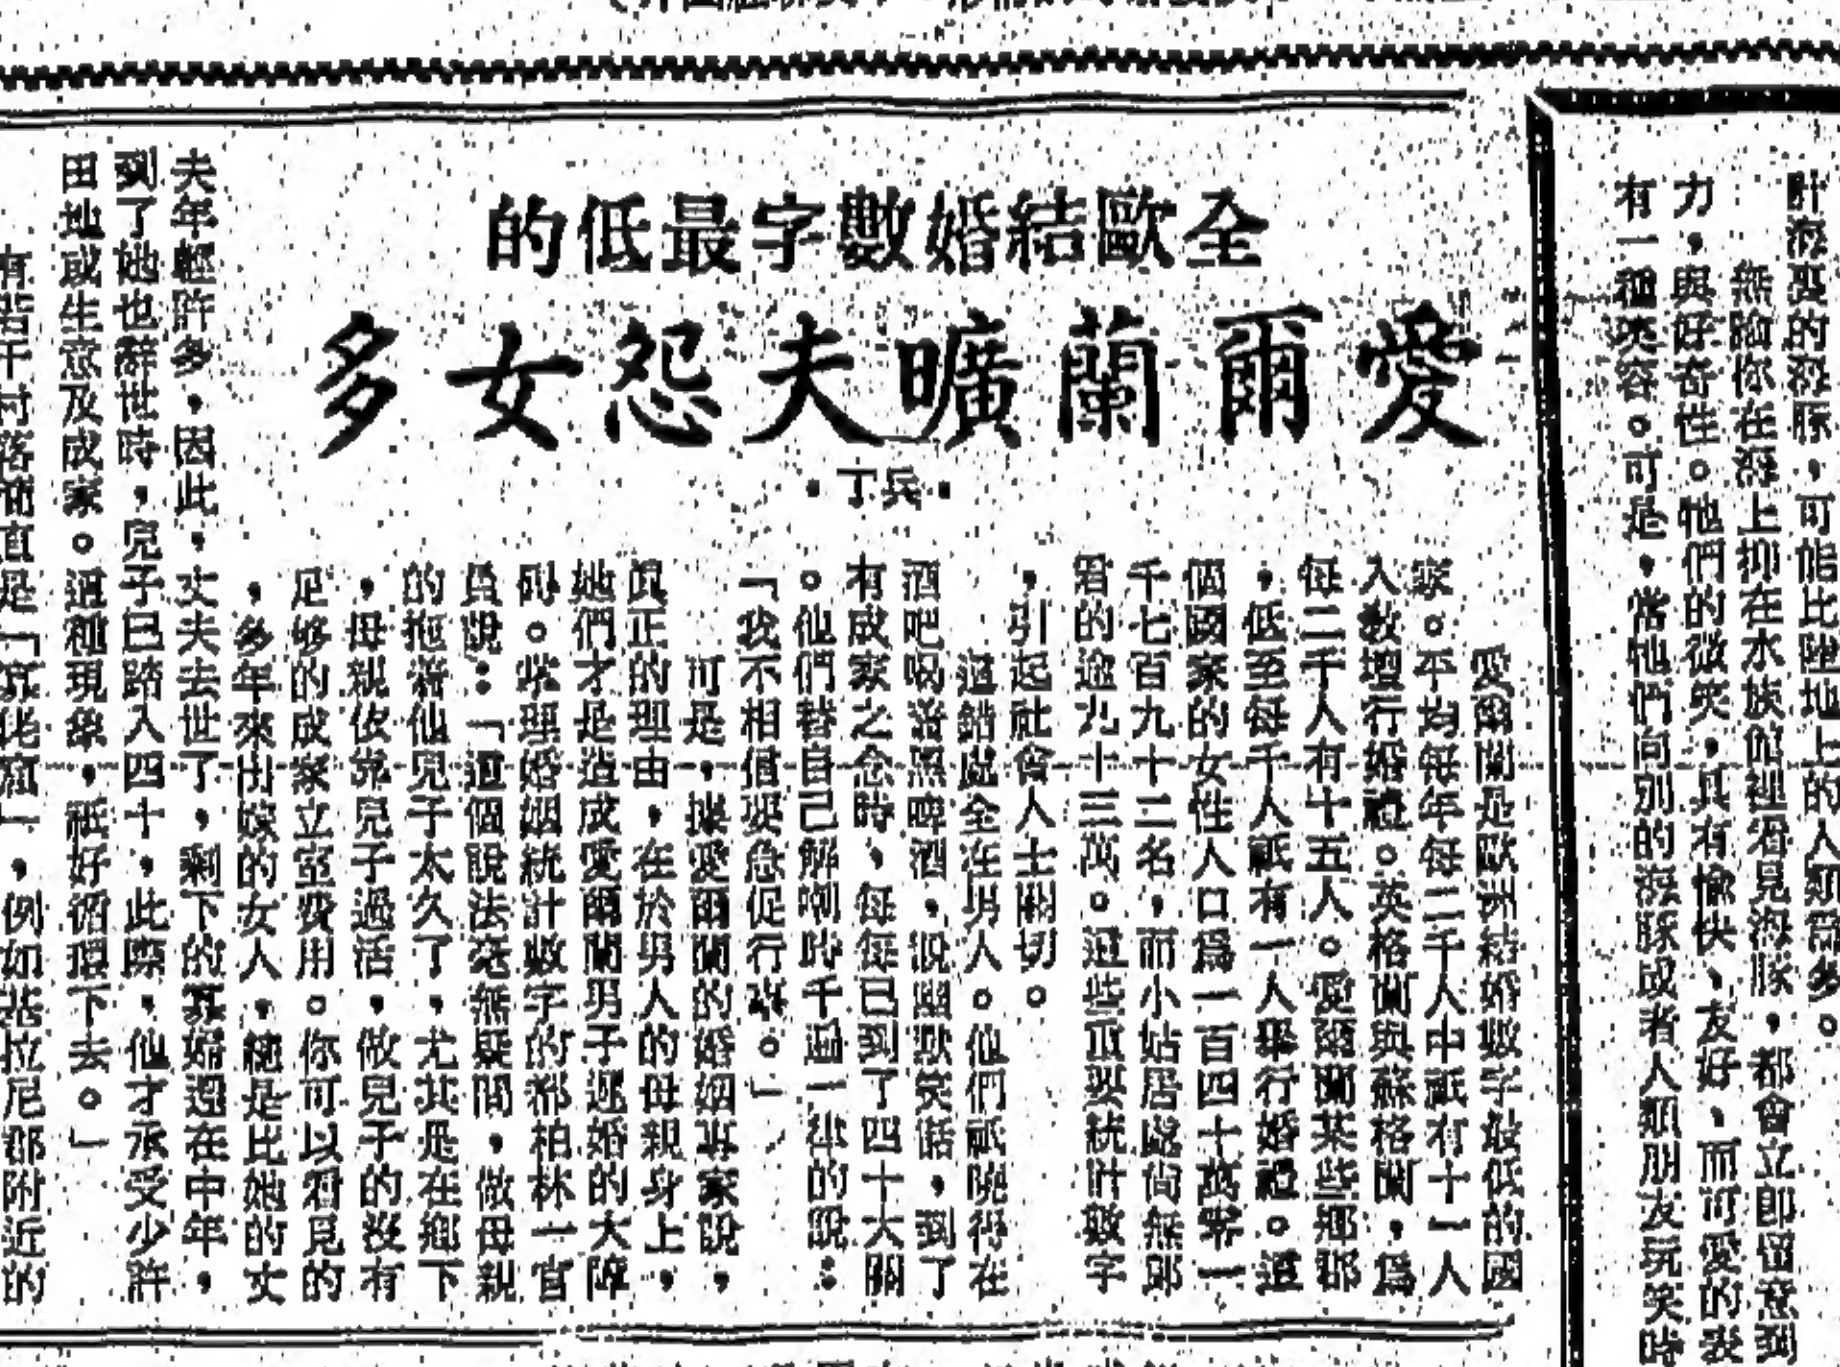 全歐結婚數字最低的
愛爾蘭曠夫怨女多
·丁兵·
愛爾蘭是歐洲結婚數字最低的國
家。平均每年每二千人中祇有十一人
入教壇行婚禮。英格蘭與蘇格蘭,爲
每二千人有十五人。愛爾蘭某些鄉郡
,低至每千人祇有一人舉行婚禮。這
個國家的女性人口爲一百四十萬零一
千七百九十二名,而小姑居處尙無郎
君的逾九十三萬。這些重要統計數字
,引起社會人士關切。
這錯處全在男人。他們祇曉得在
酒吧喝着黑啤酒,說幽默笑話,到了
有成家之念時,每每已到了四十大關
。他們替自己解嘲時千遍一律的說:
「我不相信要急促行事。」
可是,據愛爾蘭的婚姻專家說,
眞正的理由,在於男人的母親身上,
她們才是造成愛爾蘭男子遲婚的大障
碍。掌理婚姻統計數字的都柏林一官
員說:「這個說法毫無疑問,做母親
的拖着他兒子太久了,尤其是在鄉下
,母親依靠兒子過活,做兒子的沒有
足够的成家立室費用。你可以看見的
,多年來出嫁的女人,總是比她的丈
夫年輕許多,因此,丈夫去世了,剩下的寡婦還在中年,
到了她也辭世時,兒子已踏入四十,此際,他才承受少許
田地或生意及成家。這種現象,祇好循環下去。」
有若干村落簡直是「寡佬窟」,例如基拉尼郡附近的
計海裏的海豚,可能比陸地上的人類爲多。
無論你在海上抑在水族館裡看見海豚,都會立即留意到
力,與好奇性。牠們的微笑,具有愉快、友好、而可愛的表
有一種笑容。可是,當牠們向別的海豚或者人類朋友玩笑時